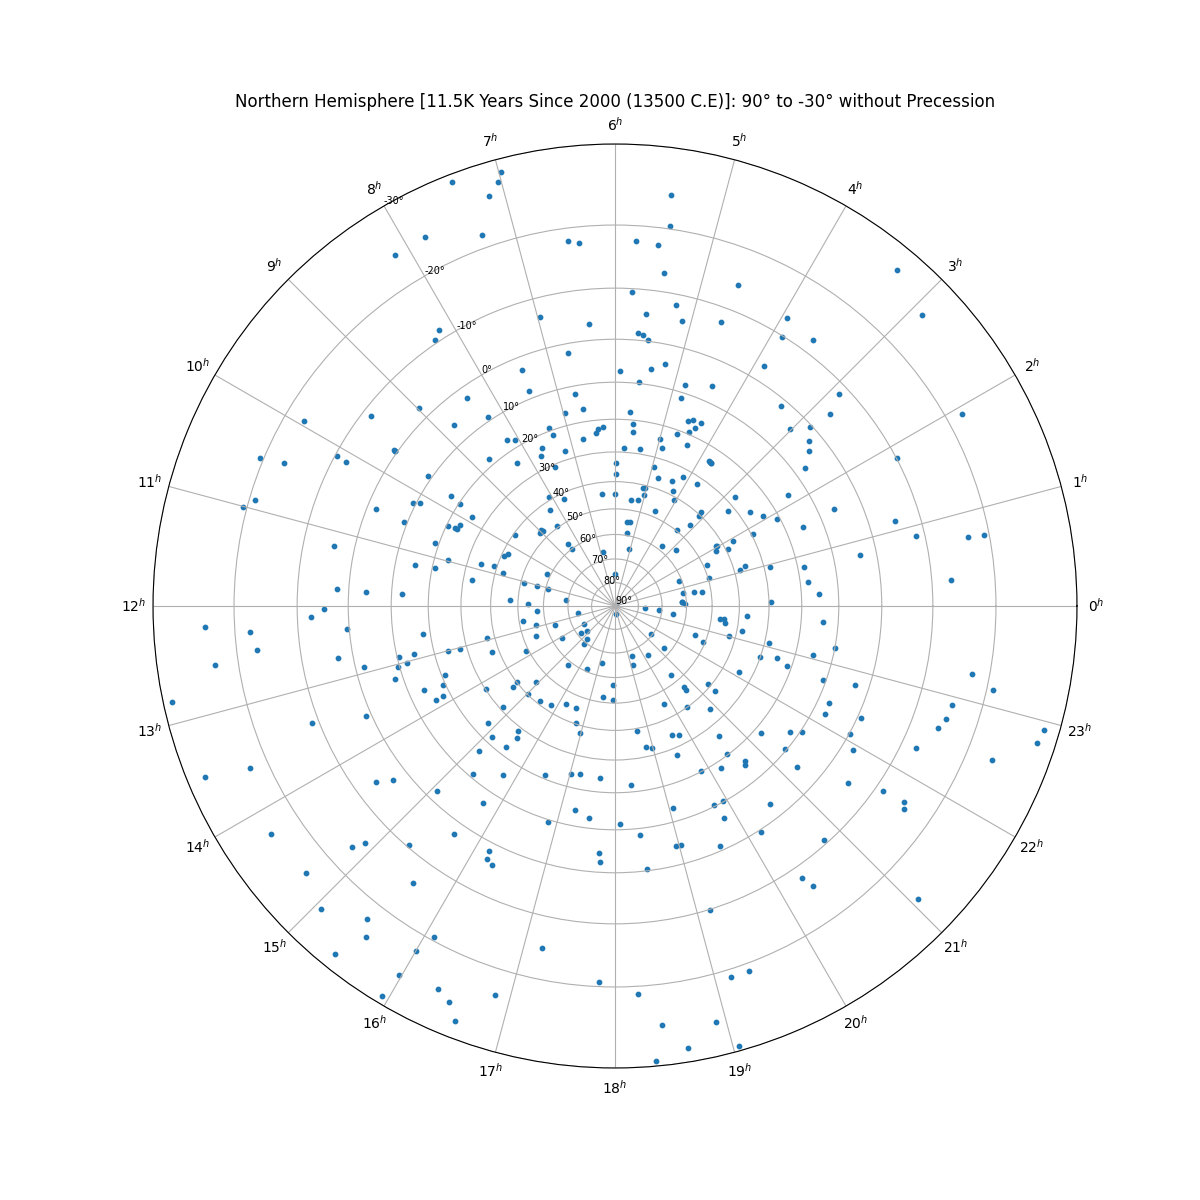 Northern Hemisphere [11.5K Years Since 2000 (13500 C.E)]: 90° to -30° without Precession
6h
7h
5h
8h
4h
-30°
9h
3h
-20°
-10°
10h
2h
0°
10°
20°
30°
11h
1h
40°
50°
60°
70°
80°
90°
12h
0h
13h
23h
14h
22h
15h
21h
16h
20h
17h
19h
18h